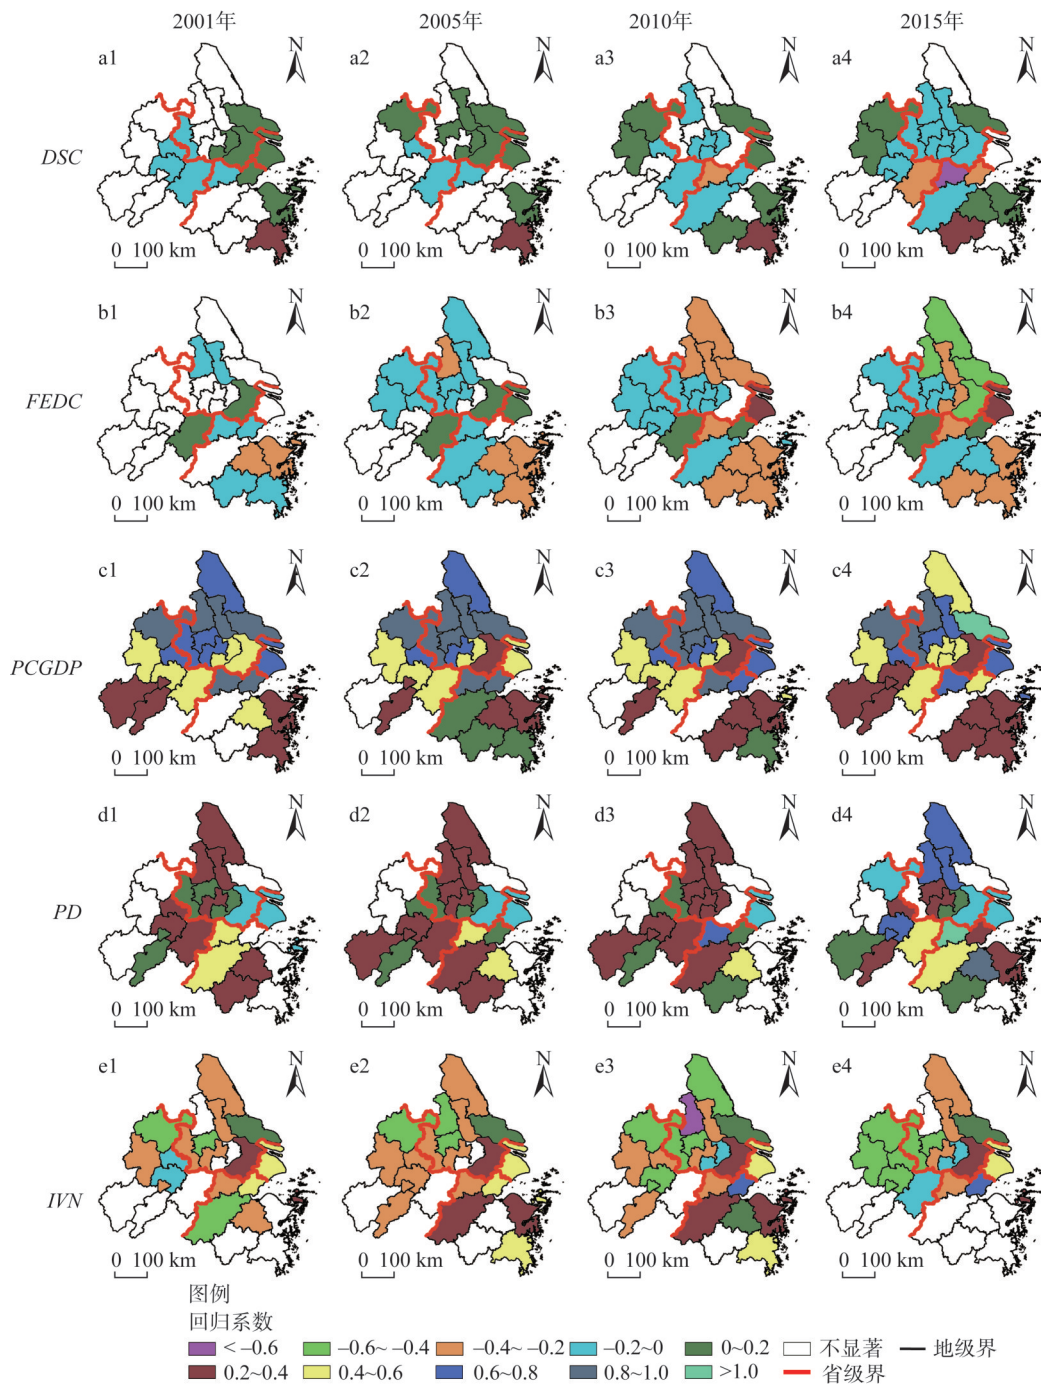 2001年 2005年 2010年 2015年
N N N N
a1 a2 a3 a4
DSC
0 100 km 0 100 km 0 100 km 0 100 km
N N N N
b1 b2 b3 b4
FEDC
0 100 km 0 100 km 0 100 km 0 100 km
N N N N
c1 c2 c3 c4
PCGDP
0 100 km 0 100 km 0 100 km 0 100 km
N N N N
d1 d2 d3 d4
PD
0 100 km 0 100 km 0 100 km 0 100 km
N N N N
e1 e2 e3 e4
IVN
0 100 km 0 100 km 0 100 km 0 100 km
图例
回归系数
< –0.6 –0.6~ –0.4 –0.4~ –0.2 –0.2~0 0~0.2 不显著 地级界
0.2~0.4 0.4~0.6 0.6~0.8 0.8~1.0 >1.0 省级界